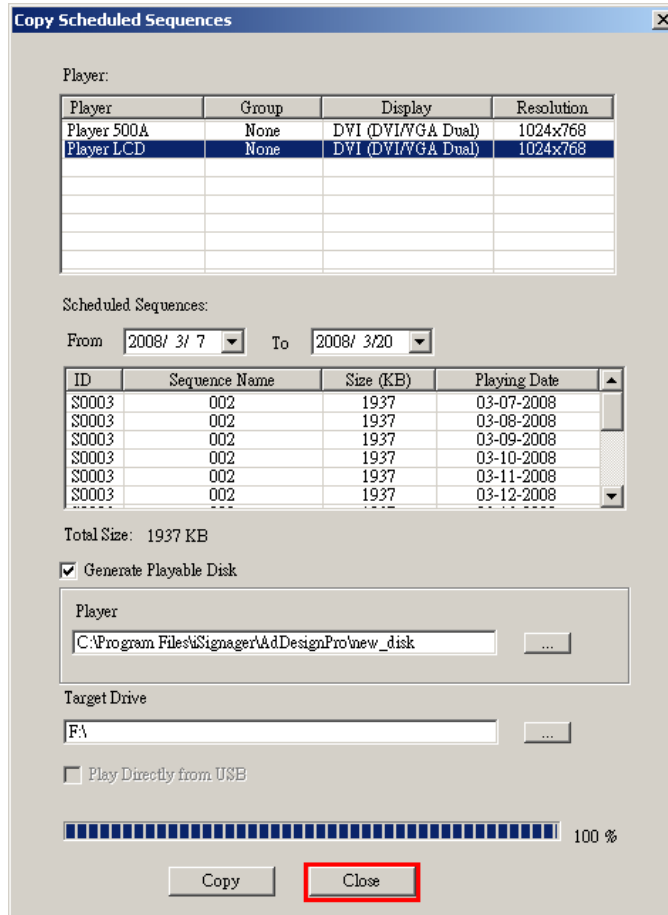 Copy Scheduled Sequences
Player:
Player Group Display Resolution
Player 500A None DVI (DVI/VGA Dual) 1024x768
Player LCD None DVI (DVI/VGA Dual) 1024x768
Scheduled Sequences:
From 2008/ 3/ 7 To 2008/ 3/20
ID Sequence Name Size (KB) Playing Date
S0003 002 1937 03-07-2008
S0003 002 1937 03-08-2008
S0003 002 1937 03-09-2008
S0003 002 1937 03-10-2008
S0003 002 1937 03-11-2008
S0003 002 1937 03-12-2008
Total Size: 1937 KB
Generate Playable Disk
Player
C:\Program Files\iSignager\AdDesignPro\new_disk ...
Target Drive
F:\ ...
Play Directly from USB
100 %
Copy Close